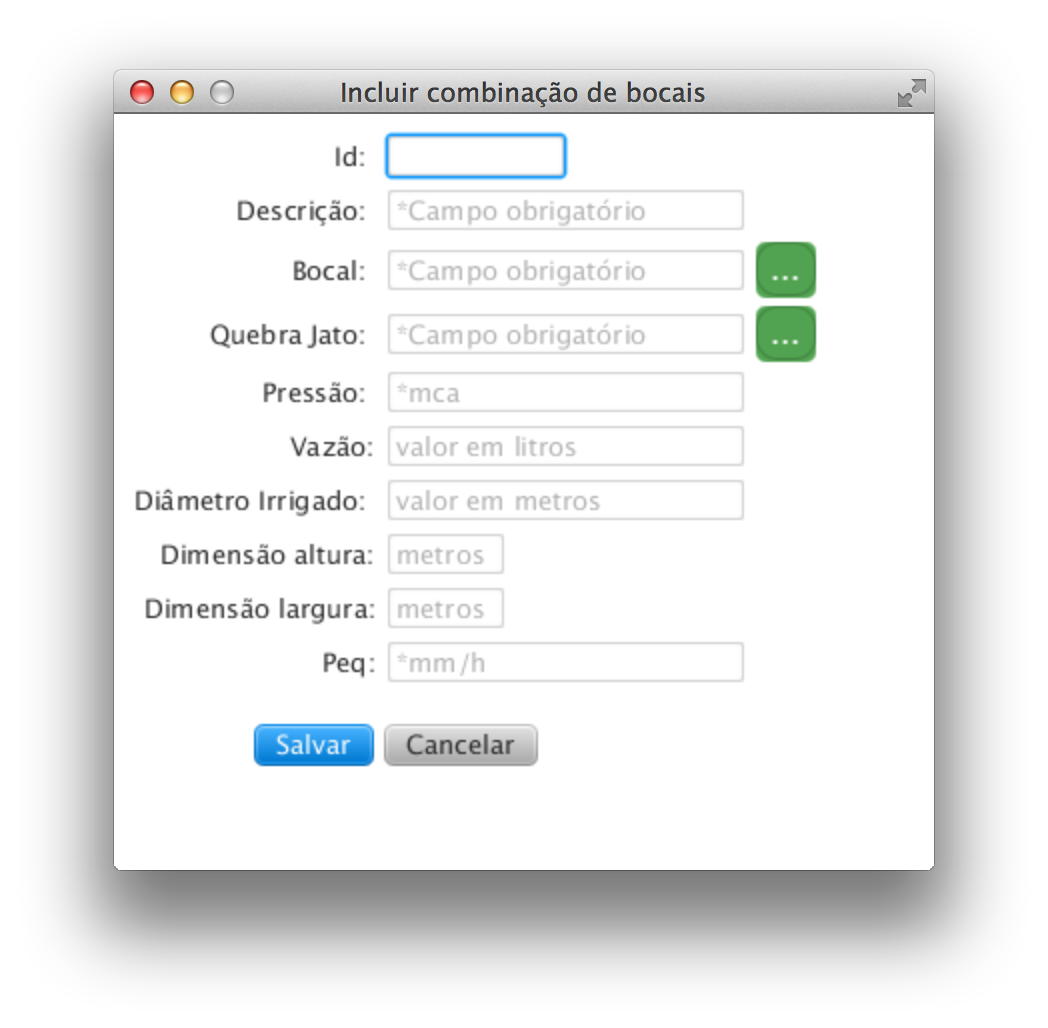 Incluir combinação de bocais
Id:
Descrição: *Campo obrigatório
Bocal: *Campo obrigatório ...
Quebra Jato: *Campo obrigatório ...
Pressão: *mca
Vazão: valor em litros
Diâmetro Irrigado: valor em metros
Dimensão altura: metros
Dimensão largura: metros
Peq: *mm/h
Salvar Cancelar